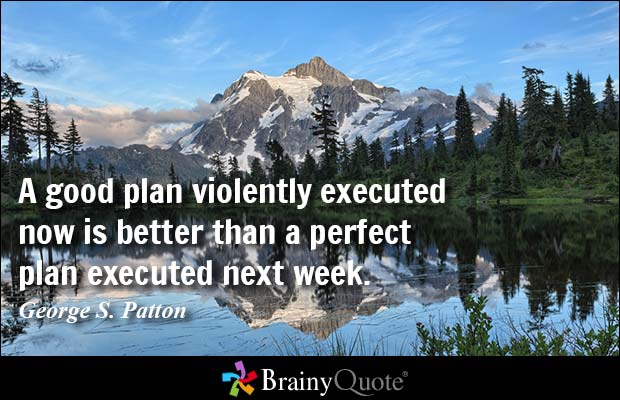 A good plan violently executed
now is better than a perfect
plan executed next week.
George S. Patton
BrainyQuote®